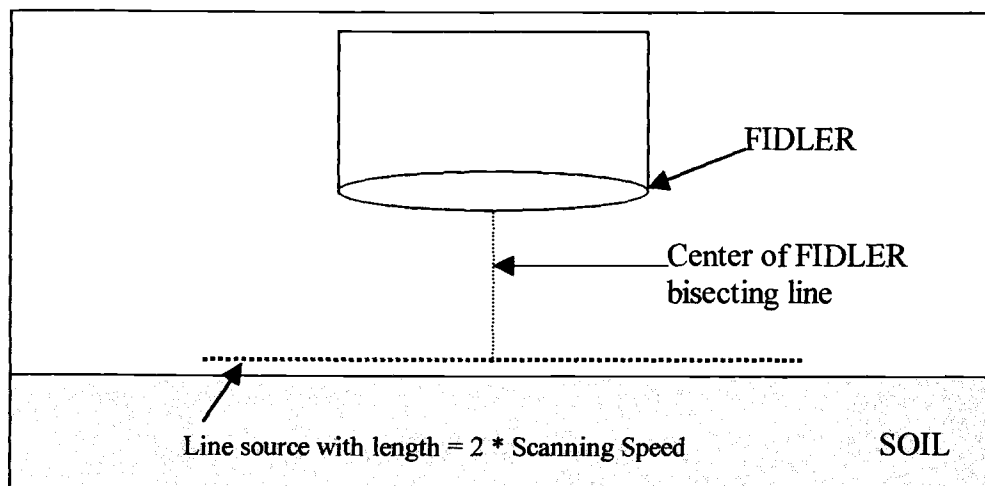 FIDLER
Center of FIDLER
bisecting line
Line source with length = 2 * Scanning Speed
SOIL